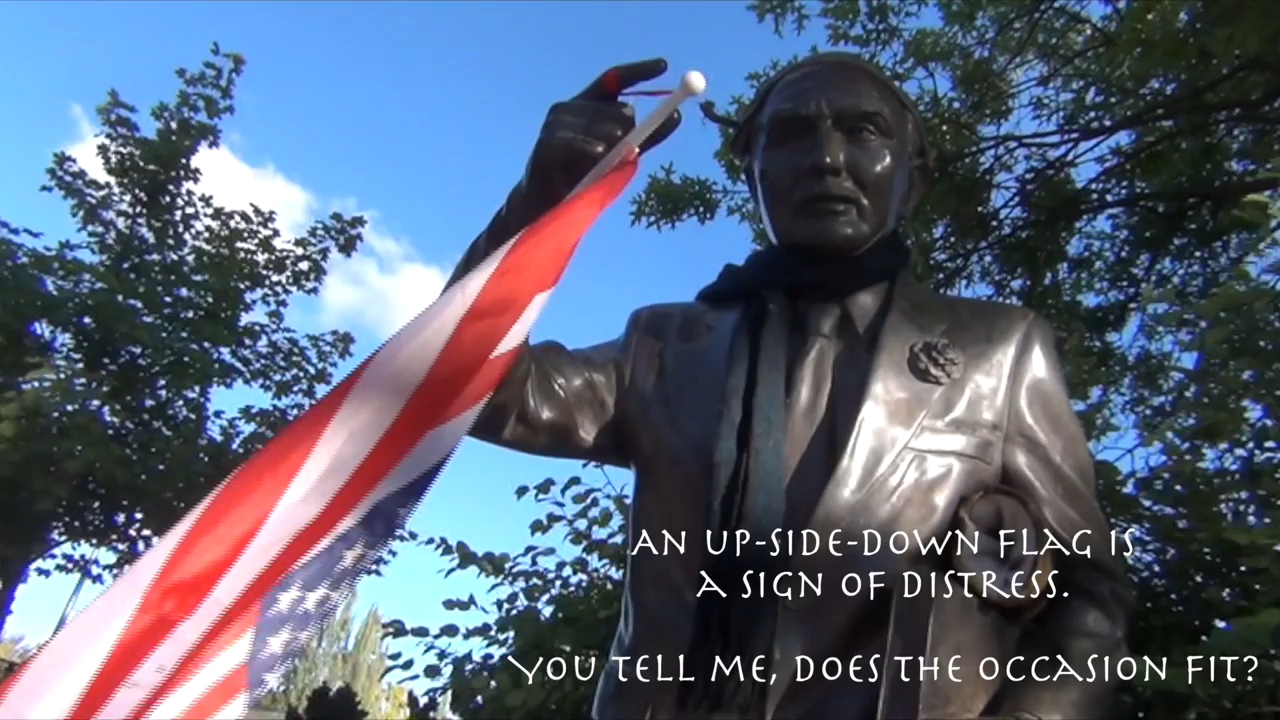 AN UP-SIDE-DOWN FLAG IS
A SIGN OF DISTRESS.
YOU TELL ME, DOES THE OCCASION FIT?